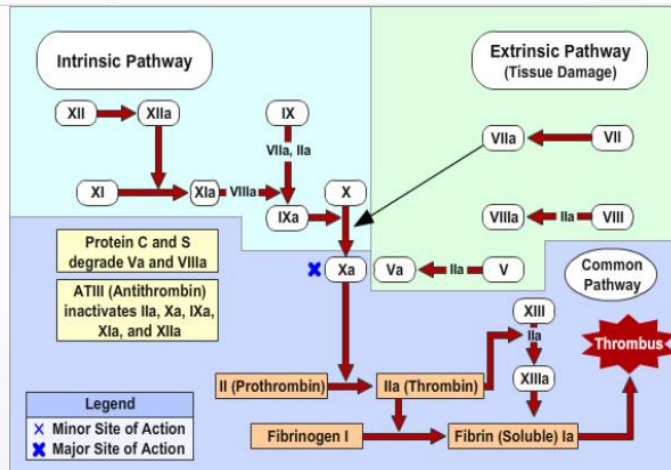 Intrinsic Pathway
Extrinsic Pathway
(Tissue Damage)
XII
XIIa
IX
VIIa, IIa
VIIa
VII
XI
XIa
VIIIa
IXa
X
VIIIa
IIa
VIII
Protein C and S
degrade Va and VIIIa
Xa
Va
IIa
V
Common
Pathway
ATIII (Antithrombin)
inactivates IIa, Xa, IXa,
XIa, and XIIa
XIII
IIa
Thrombus
XIIIa
II (Prothrombin)
IIa (Thrombin)
Legend
X Minor Site of Action
X Major Site of Action
Fibrinogen I
Fibrin (Soluble) Ia